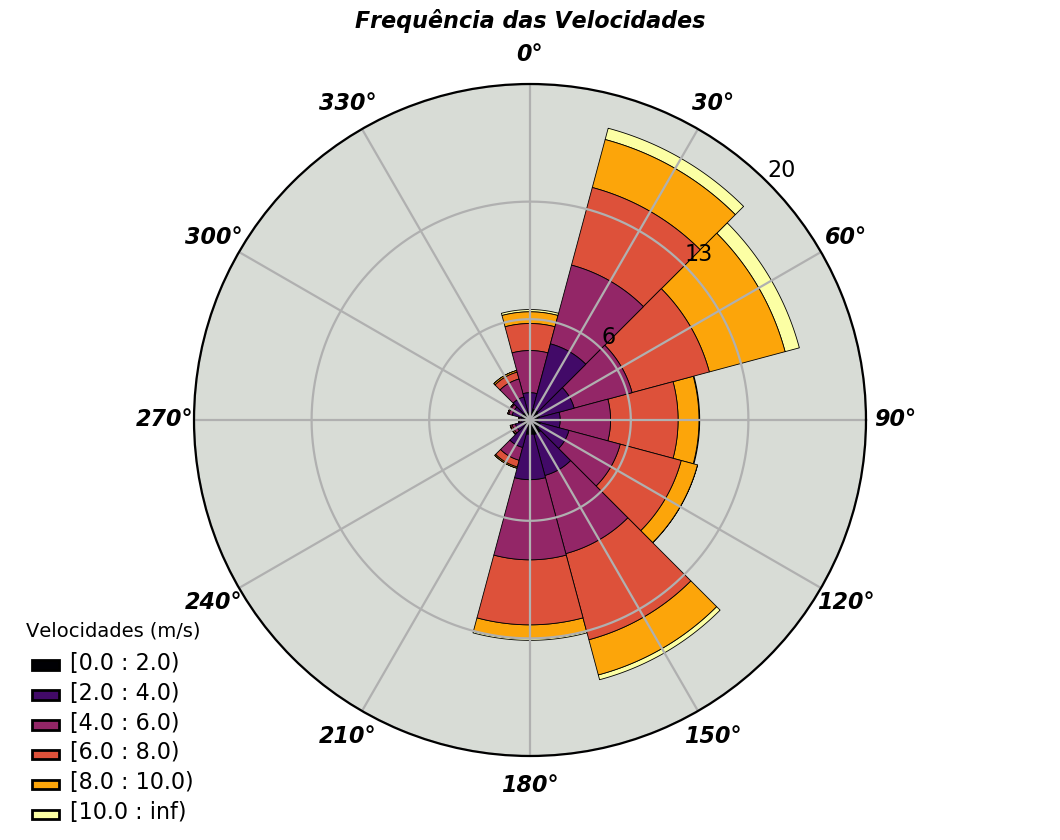 Frequência das Velocidades
0°
330°
30°
20
300°
60°
13
6
270°
90°
240°
120°
210°
150°
180°
Velocidades (m/s)
[0.0 : 2.0)
[2.0 : 4.0)
[4.0 : 6.0)
[6.0 : 8.0)
[8.0 : 10.0)
[10.0 : inf)